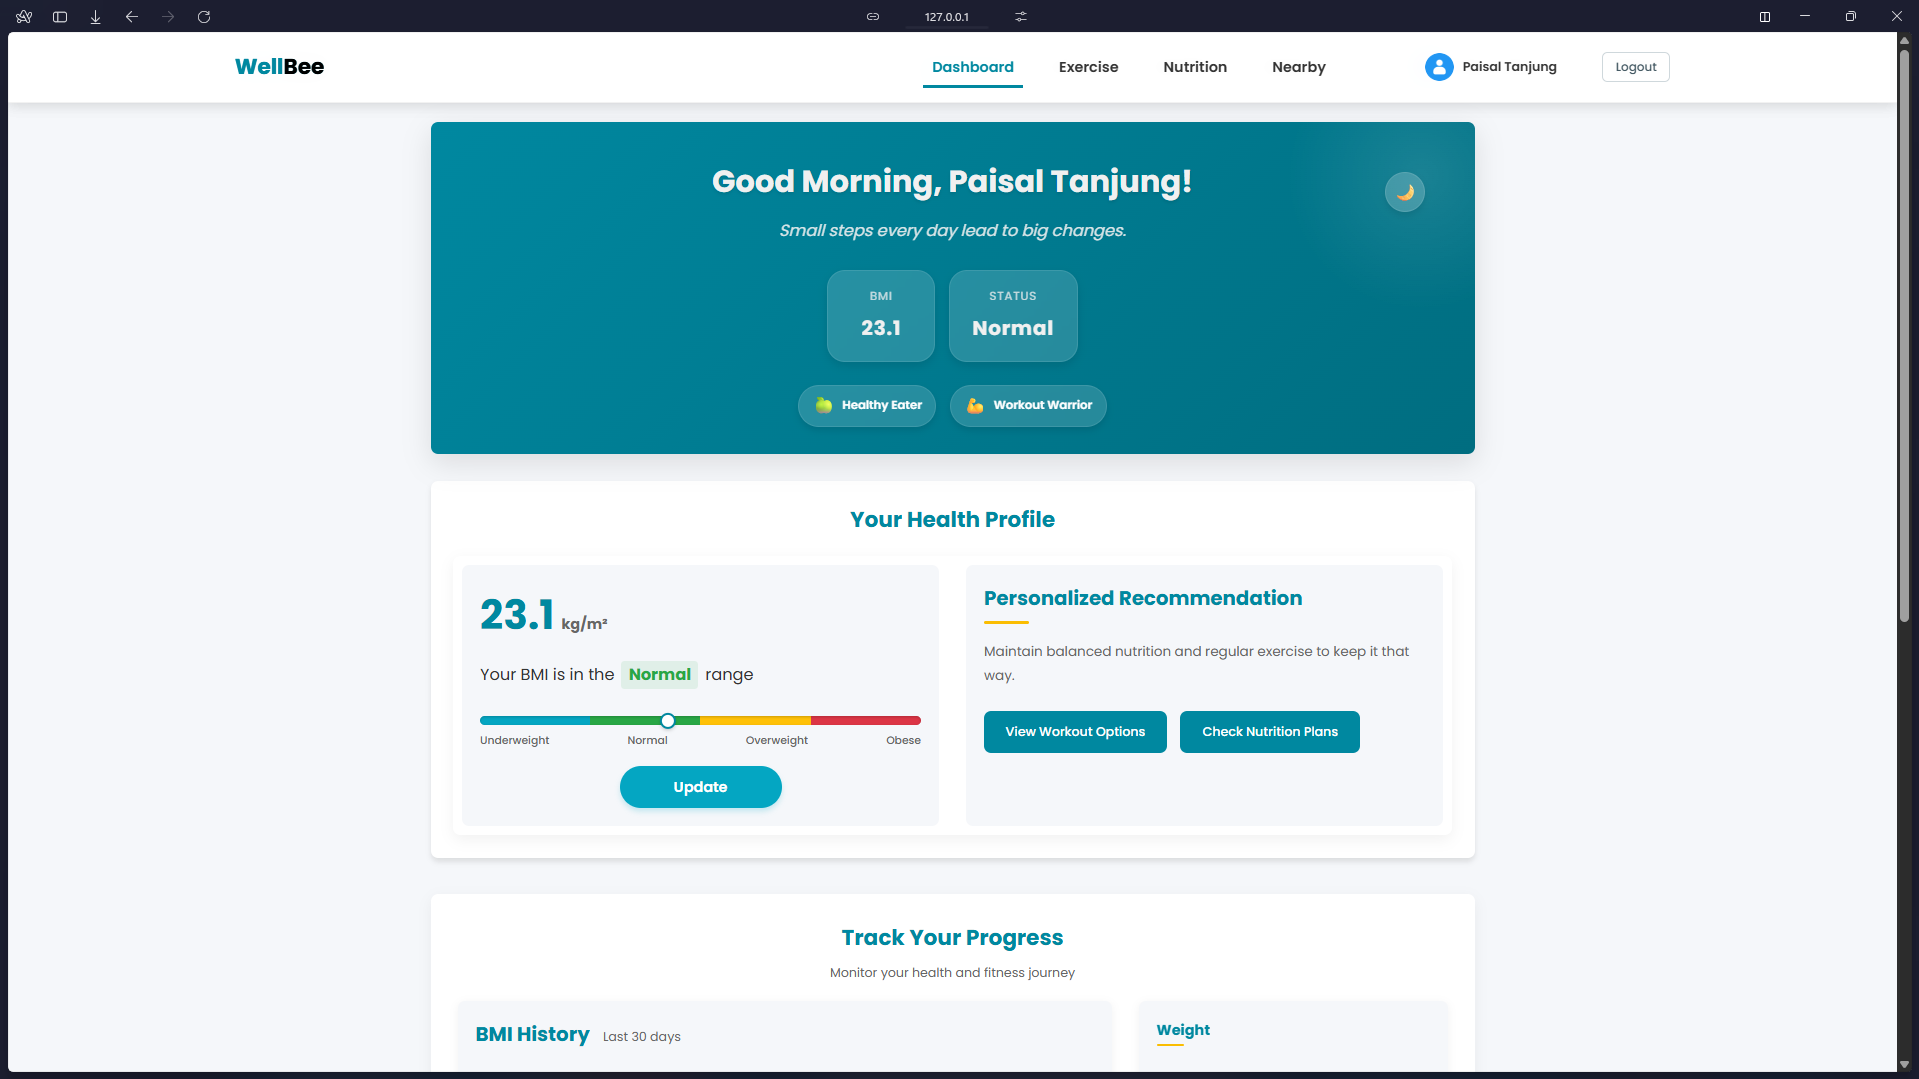 127.0.0.1
WellBee
Dashboard
Exercise
Nutrition
Nearby
Paisal Tanjung
Logout
Good Morning, Paisal Tanjung!
Small steps every day lead to big changes.
BMI
23.1
STATUS
Normal
Healthy Eater
Workout Warrior
Your Health Profile
23.1 kg/m²
Your BMI is in the Normal range
Underweight
Normal
Overweight
Obese
Update
Personalized Recommendation
Maintain balanced nutrition and regular exercise to keep it that
way.
View Workout Options
Check Nutrition Plans
Track Your Progress
Monitor your health and fitness journey
BMI History
Last 30 days
Weight